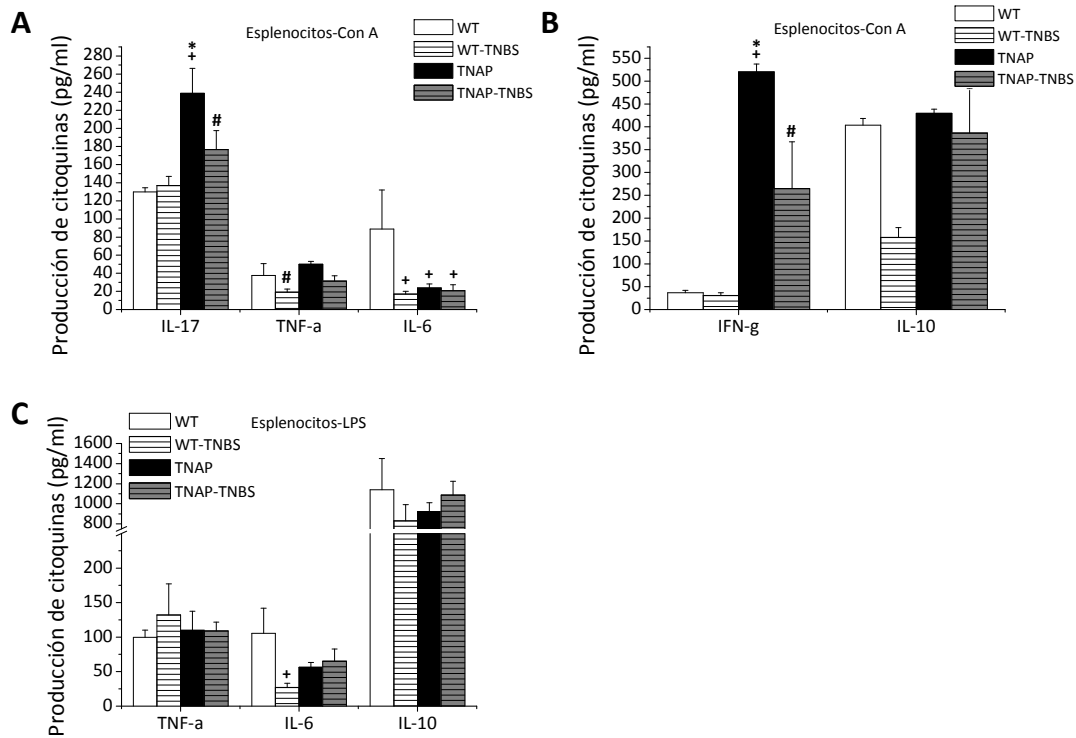 A
Esplenocitos-Con A
WT
WT-TNBS
TNAP
TNAP-TNBS
Producción de citoquinas (pg/ml)
280
260
240
220
200
180
160
140
120
100
80
60
40
20
0
*
+
#
#
+
+
+
IL-17
TNF-a
IL-6
B
Esplenocitos-Con A
WT
WT-TNBS
TNAP
TNAP-TNBS
Producción de citoquinas (pg/ml)
550
500
450
400
350
300
250
200
150
100
50
0
*
+
#
IFN-g
IL-10
C
Esplenocitos-LPS
WT
WT-TNBS
TNAP
TNAP-TNBS
Producción de citoquinas (pg/ml)
1600
1400
1200
1000
800
200
150
100
50
0
+
TNF-a
IL-6
IL-10